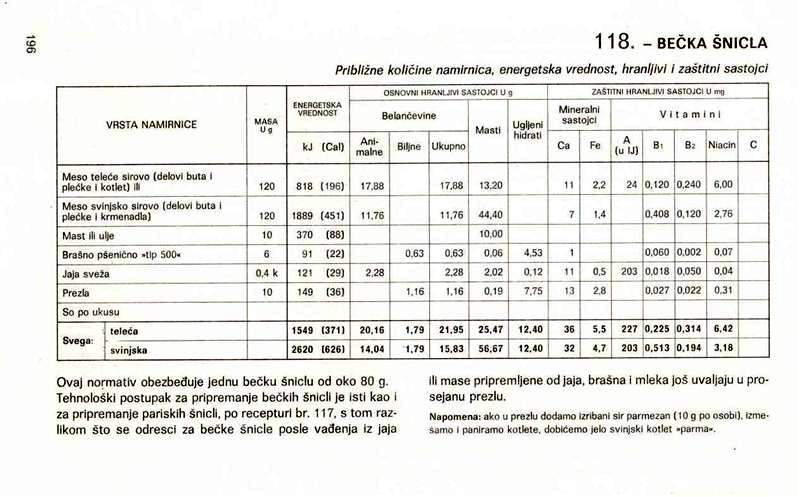 196
118. – BEČKA ŠNICLA
Približne količine namirnica, energetska vrednost, hranljivi i zaštitni sastojci
VRSTA NAMIRNICE MASA U g ENERGETSKA VREDNOST OSNOVNI HRANLJIVI SASTOJCI U g ZAŠTITNI HRANLJIVI SASTOJCI U mg
Belančevine Masti Ugljeni hidrati Mineralni sastojci Vitamini
kJ (Cal) Ani-malne Biljne Ukupno Ca Fe A (u IJ) B1 B2 Niacin C
Meso teleće sirovo (delovi buta i
plećke i kotlet) ili 120 818 (196) 17,88 17,88 13,20 11 2,2 24 0,120 0,240 6,00
Meso svinjsko sirovo (delovi buta i
plećke i krmenadla) 120 1889 (451) 11,76 11,76 44,40 7 1,4 0,408 0,120 2,76
Mast ili ulje 10 370 (88) 10,00
Brašno pšenično »tip 500« 6 91 (22) 0,63 0,63 0,06 4,53 1 0,060 0,002 0,07
Jaja sveža 0,4 k 121 (29) 2,28 2,28 2,02 0,12 11 0,5 203 0,018 0,050 0,04
Prezla 10 149 (36) 1,16 1,16 0,19 7,75 13 2,8 0,027 0,022 0,31
So po ukusu
Svega: teleća 1549 (371) 20,16 1,79 21,95 25,47 12,40 36 5,5 227 0,225 0,314 6,42
svinjska 2620 (626) 14,04 1,79 15,83 56,67 12,40 32 4,7 203 0,513 0,194 3,18
Ovaj normativ obezbeđuje jednu bečku šniclu od oko 80 g.
Tehnološki postupak za pripremanje bečkih šnicli je isti kao i
za pripremanje pariskih šnicli, po recepturi br. 117, s tom raz-
likom što se odresci za bečke šnicle posle vađenja iz jaja
ili mase pripremljene od jaja, brašna i mleka još uvaljaju u pro-
sejanu prezlu.
Napomena: ako u prezlu dodamo izribani sir parmezan (10 g po osobi), izme-
šamo i paniramo kotlete, dobićemo jelo svinjski kotlet »parma«.